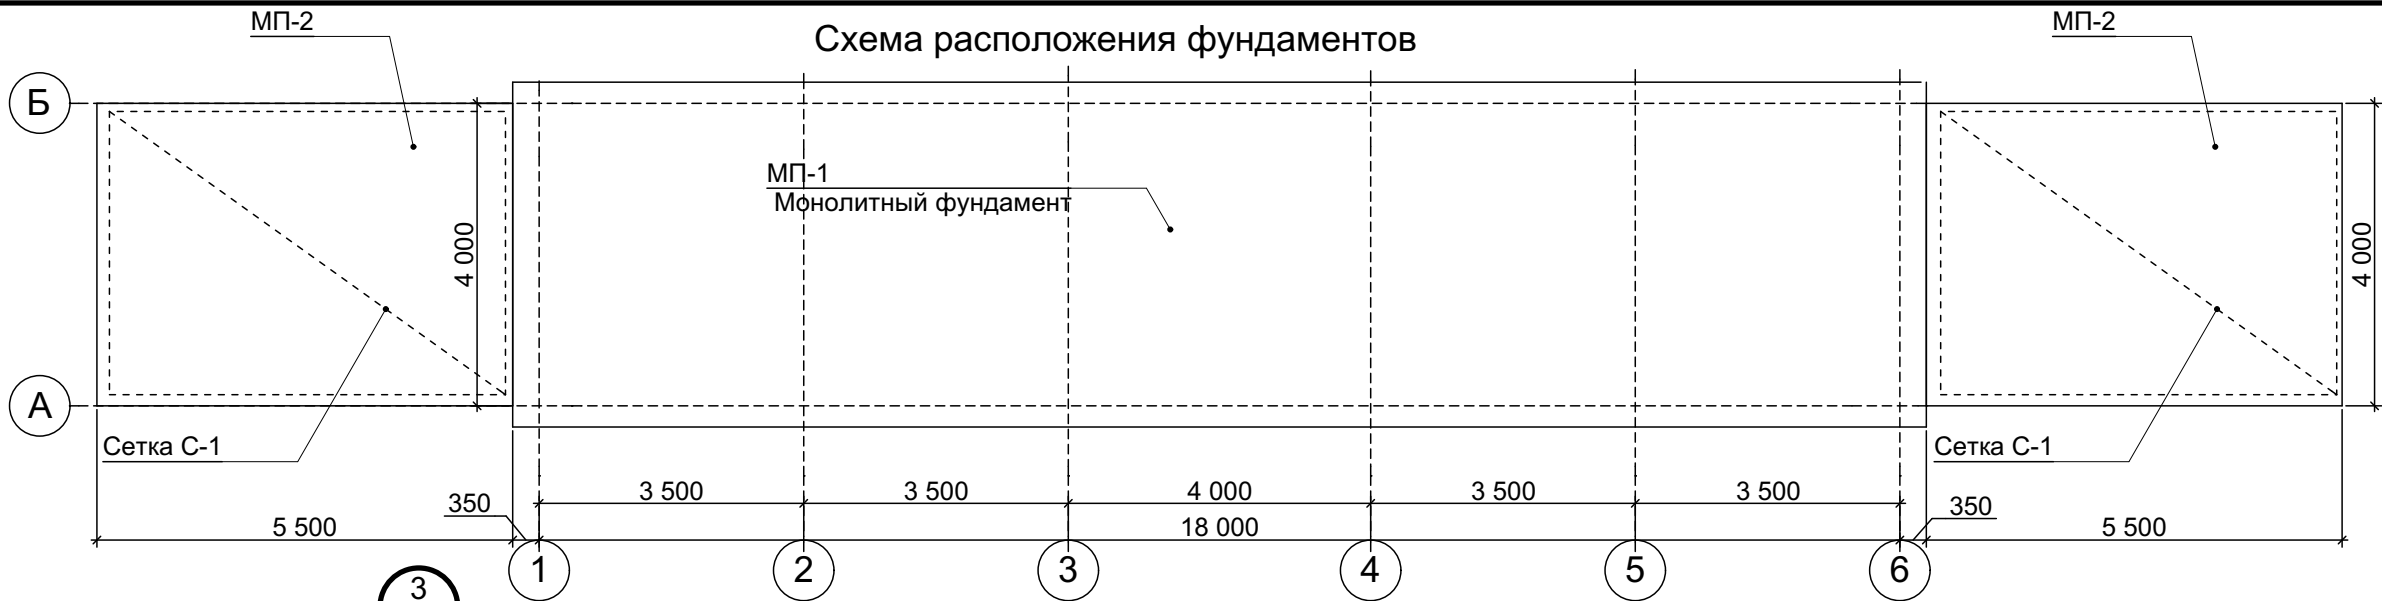 МП-2
Схема расположения фундаментов
МП-2
Б
МП-1
Монолитный фундамент
4 000
4 000
А
Сетка С-1
Сетка С-1
350
3 500
3 500
4 000
3 500
3 500
350
5 500
18 000
5 500
3
1
2
3
4
5
6